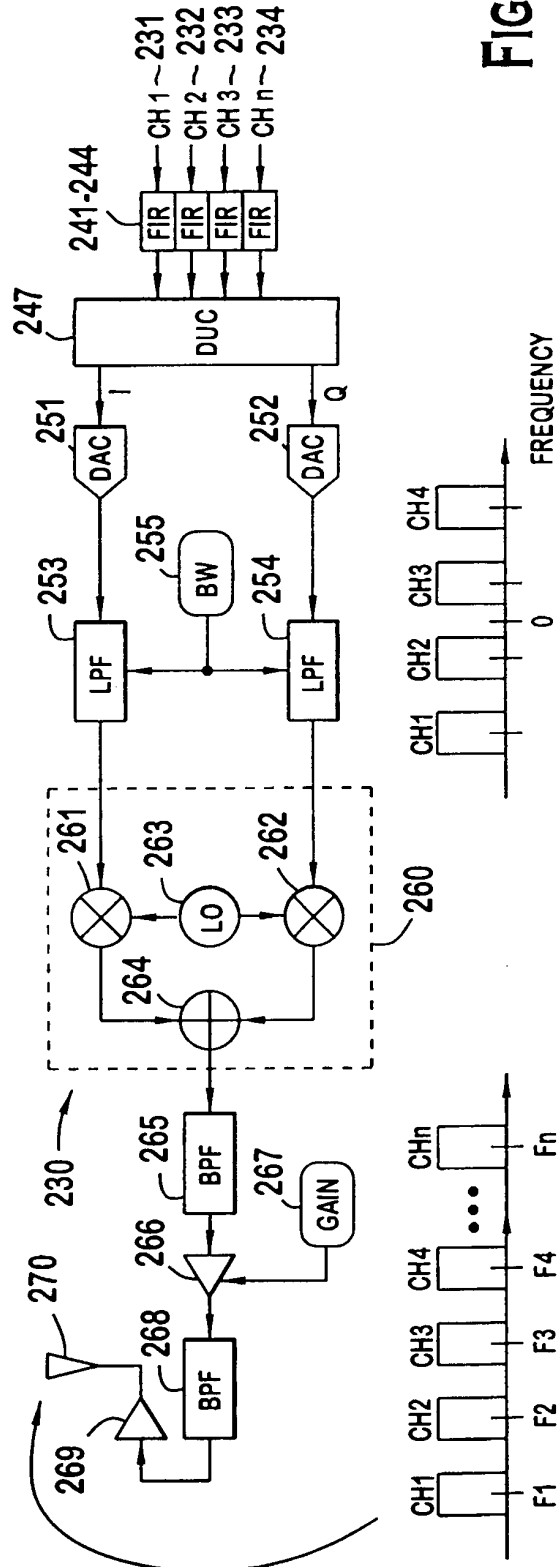 FIG
270
269
268
BPF
230
266
265
BPF
267
GAIN
264
261
263
LO
262
260
253
LPF
255
BW
254
LPF
251
DAC
I
252
DAC
Q
247
DUC
241-244
FIR
FIR
FIR
FIR
CH 1 ~ 231
CH 2 ~ 232
CH 3 ~ 233
CH n ~ 234
CH1 CH2 CH3 CH4 ••• CHn
F1 F2 F3 F4 Fn
CH1 CH2 CH3 CH4
0
FREQUENCY